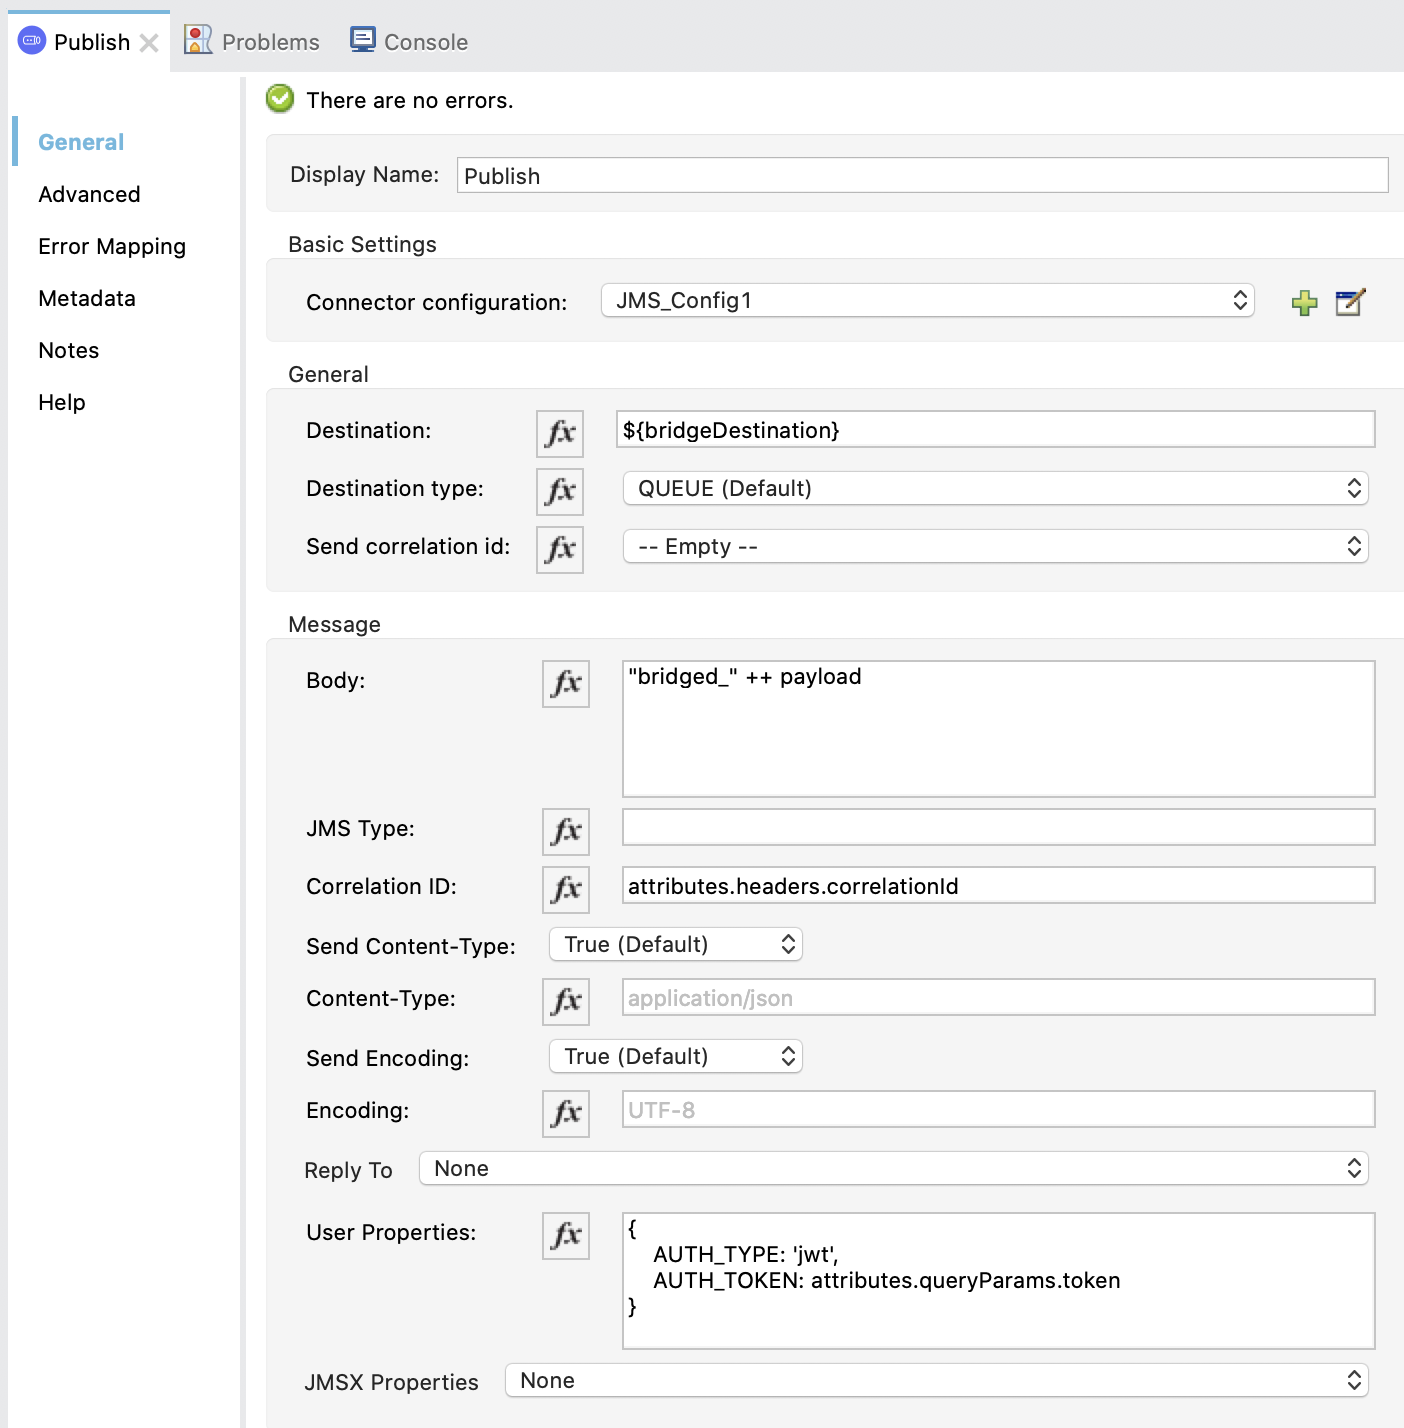 Publish
Problems
Console
There are no errors.
General
Advanced
Error Mapping
Metadata
Notes
Help
Display Name: Publish
Basic Settings
Connector configuration: JMS_Config1
General
Destination: fx ${bridgeDestination}
Destination type: fx QUEUE (Default)
Send correlation id: fx -- Empty --
Message
Body: fx "bridged_" ++ payload
JMS Type: fx
Correlation ID: fx attributes.headers.correlationId
Send Content-Type: True (Default)
Content-Type: fx application/json
Send Encoding: True (Default)
Encoding: fx UTF-8
Reply To None
User Properties: fx {
AUTH_TYPE: 'jwt',
AUTH_TOKEN: attributes.queryParams.token
}
JMSX Properties None